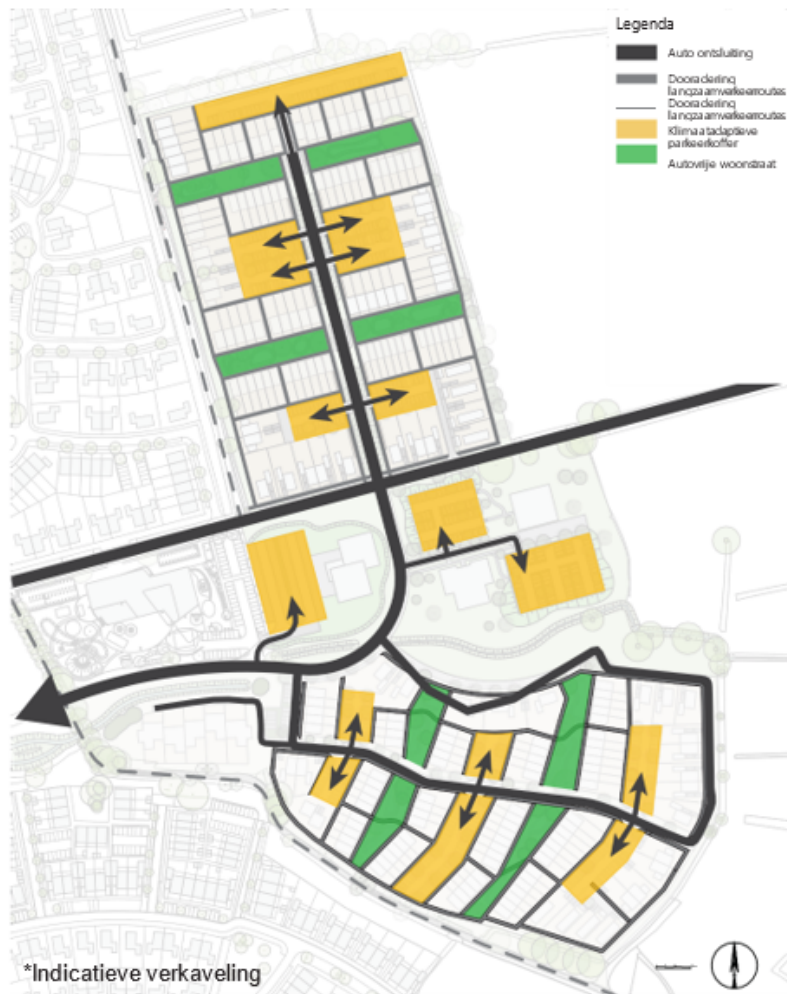 Legenda
Auto ontsluiting
Dooradering
langzaamverkeerroutes
Dooradering
langzaamverkeerroutes
Klimaatadaptieve
parkeerkoffer
Autovrije woonstraat
*Indicatieve verkaveling